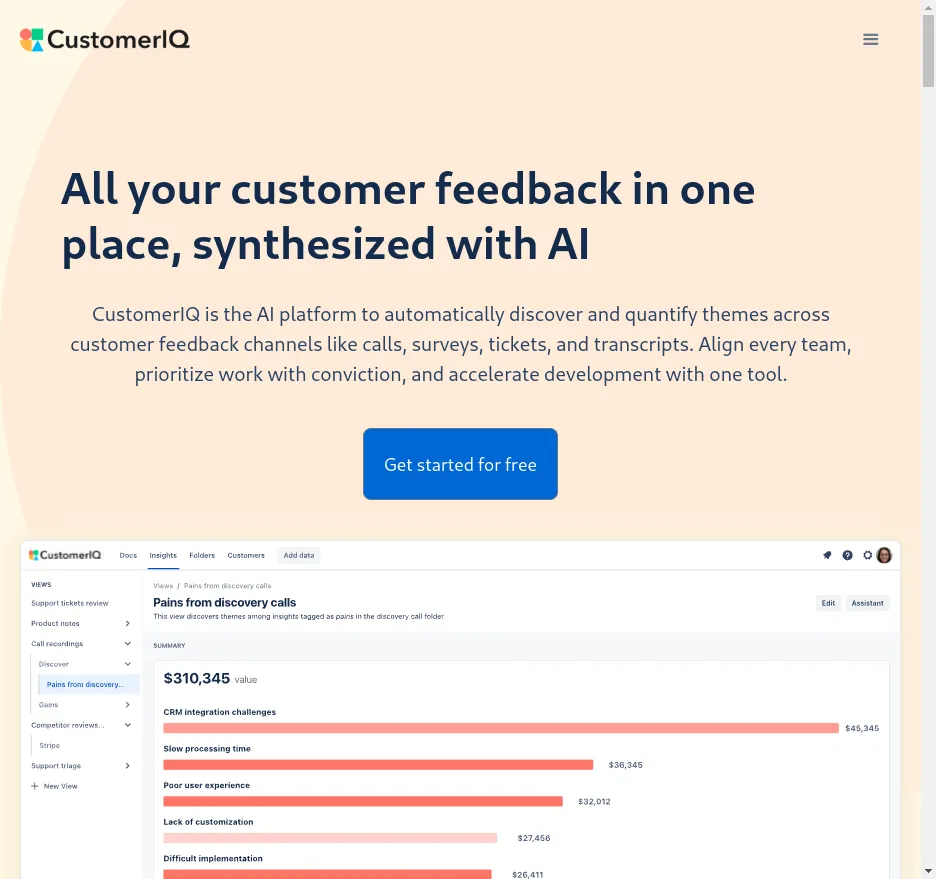 CustomerIQ
All your customer feedback in one
place, synthesized with AI
CustomerIQ is the AI platform to automatically discover and quantify themes across
customer feedback channels like calls, surveys, tickets, and transcripts. Align every team,
prioritize work with conviction, and accelerate development with one tool.
Get started for free
CustomerIQ Docs Insights Folders Customers Add data
VIEWS
Support tickets review
Product notes
Call recordings
Discover
Pains from discovery...
Gains
Competitor reviews...
Stripe
Support triage
New View
Views / Pains from discovery calls
Pains from discovery calls
This view discovers themes among insights tagged as pains in the discovery call folder
Edit Assistant
SUMMARY
$310,345 value
CRM integration challenges
$45,345
Slow processing time
$36,345
Poor user experience
$32,012
Lack of customization
$27,456
Difficult implementation
$26,411